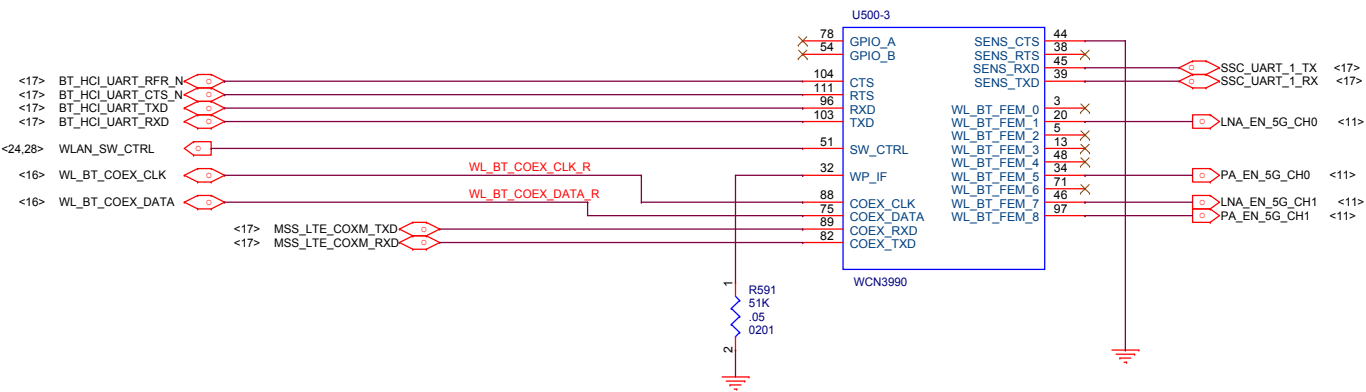 U500-3
78 GPIO_A SENS_CTS 44
54 GPIO_B SENS_RTS 38
SENS_RXD 45 SSC_UART_1_TX <17>
<17> BT_HCI_UART_RFR_N 104 CTS SENS_TXD 39 SSC_UART_1_RX <17>
<17> BT_HCI_UART_CTS_N 111 RTS
<17> BT_HCI_UART_TXD 96 RXD WL_BT_FEM_0 3
<17> BT_HCI_UART_RXD 103 TXD WL_BT_FEM_1 20 LNA_EN_5G_CH0 <11>
WL_BT_FEM_2 5
<24,28> WLAN_SW_CTRL 51 SW_CTRL WL_BT_FEM_3 13
WL_BT_FEM_4 48
<16> WL_BT_COEX_CLK WL_BT_COEX_CLK_R 32 WP_IF WL_BT_FEM_5 34 PA_EN_5G_CH0 <11>
WL_BT_FEM_6 71
<16> WL_BT_COEX_DATA WL_BT_COEX_DATA_R 88 COEX_CLK WL_BT_FEM_7 46 LNA_EN_5G_CH1 <11>
75 COEX_DATA WL_BT_FEM_8 97 PA_EN_5G_CH1 <11>
<17> MSS_LTE_COXM_TXD 89 COEX_RXD
<17> MSS_LTE_COXM_RXD 82 COEX_TXD
WCN3990
1
R591
51K
.05
0201
2